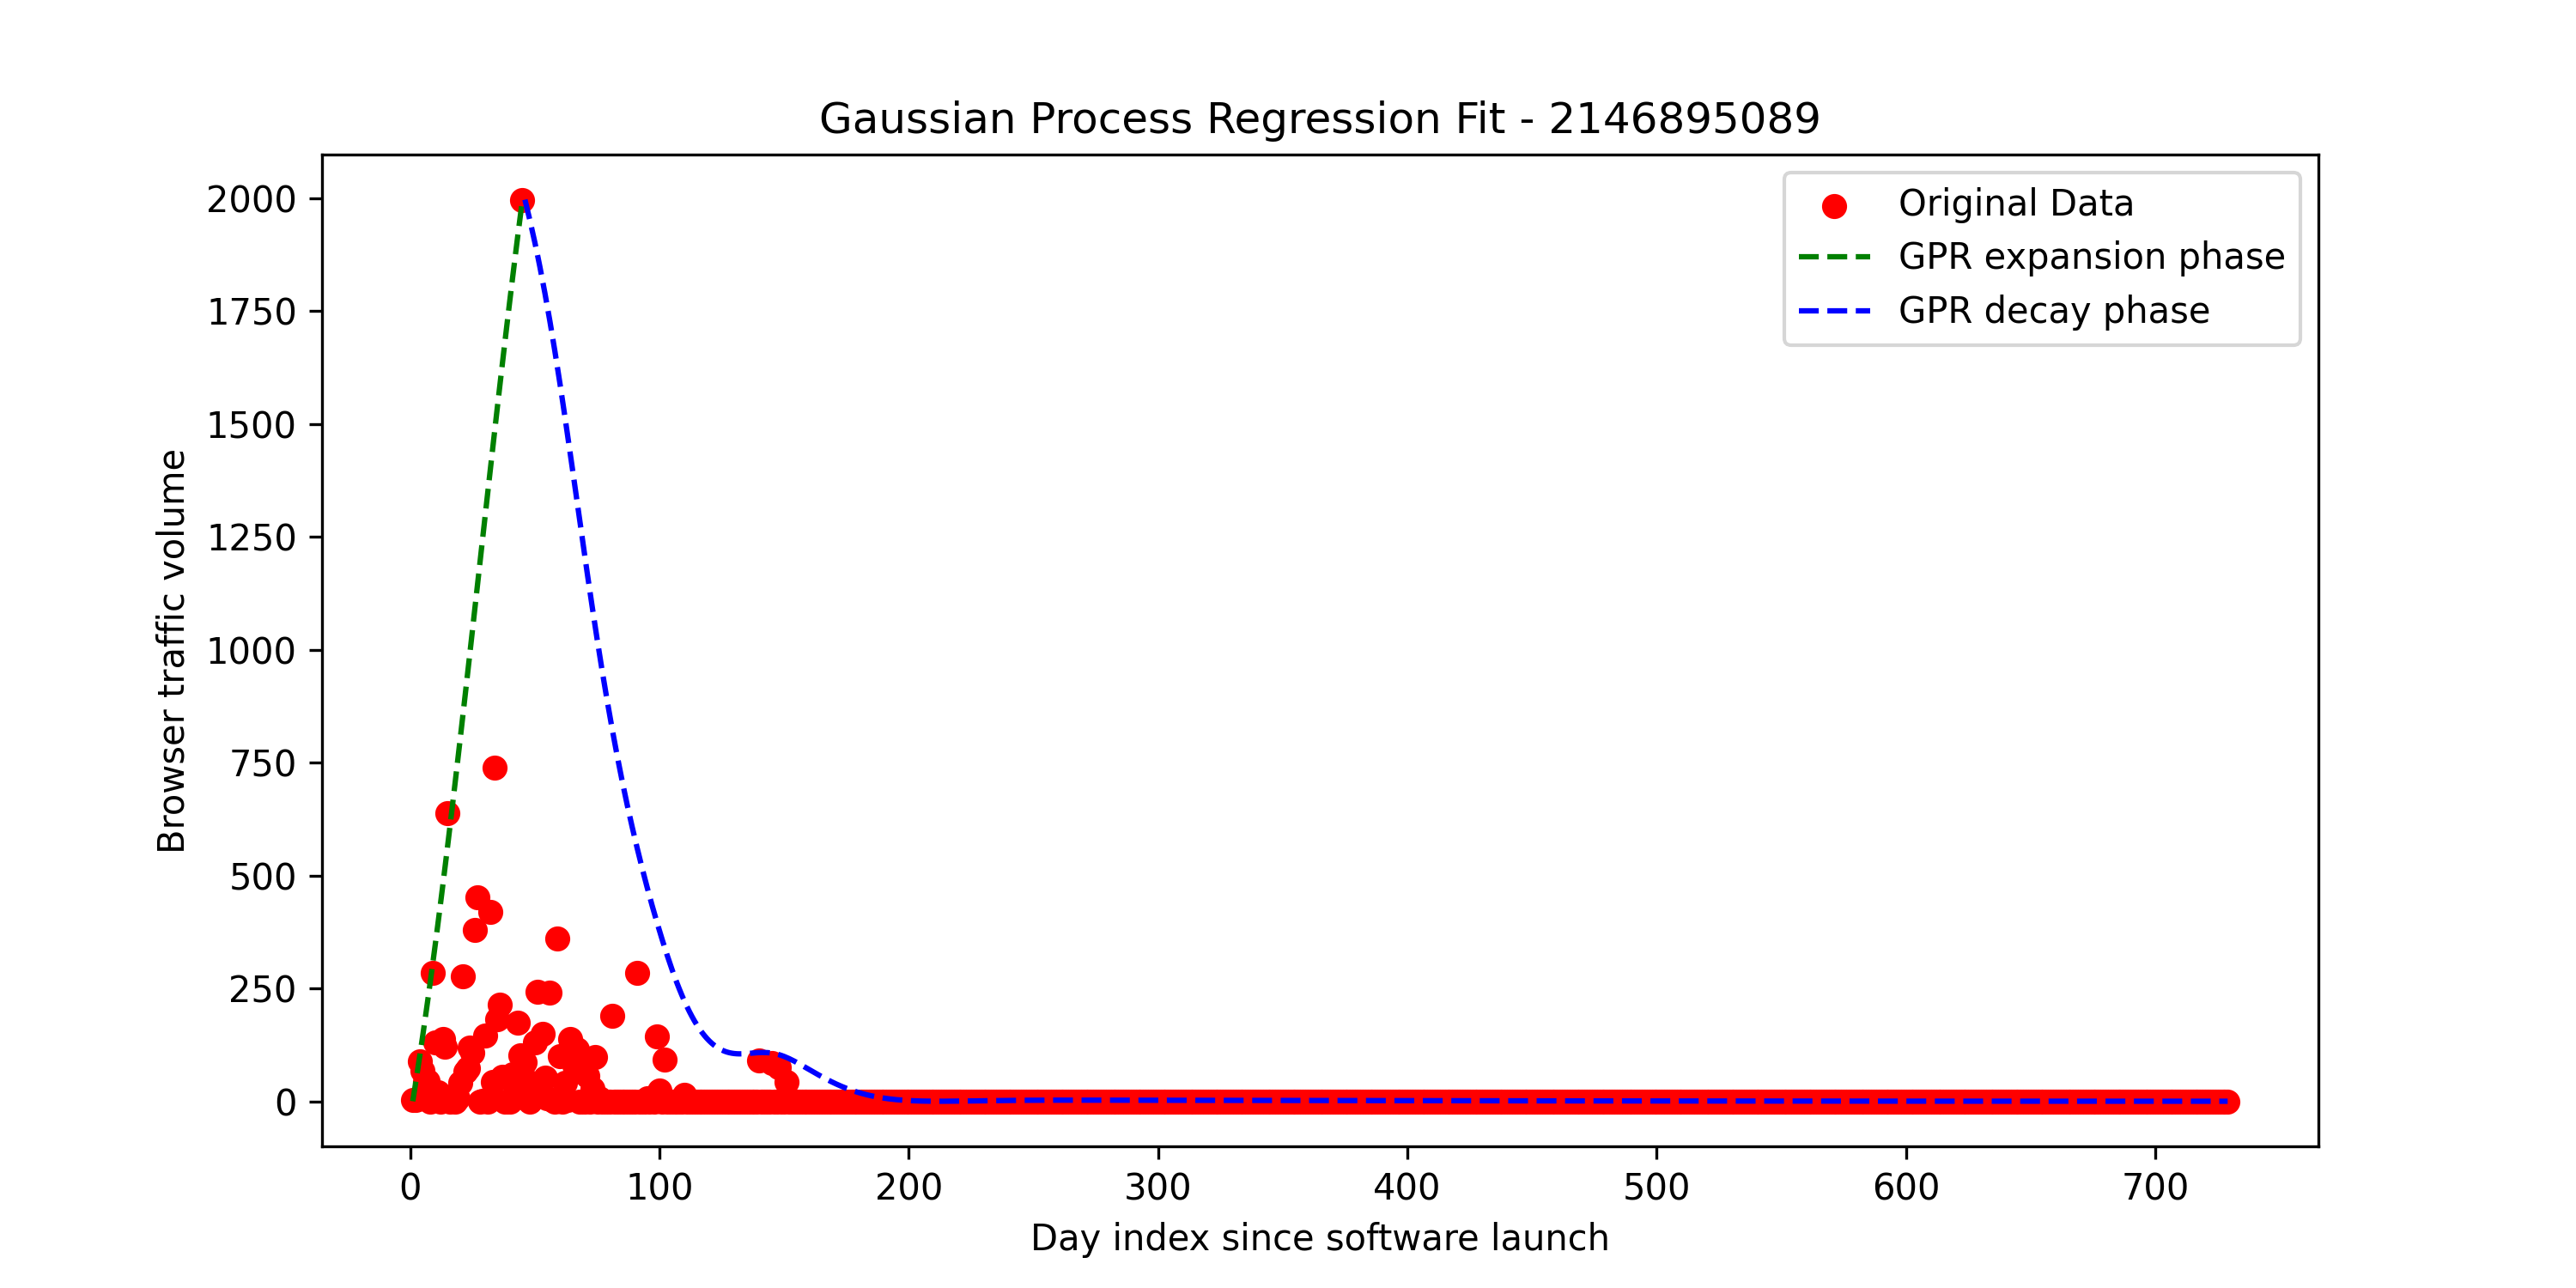 Gaussian Process Regression Fit - 2146895089
Original Data
GPR expansion phase
GPR decay phase
Browser traffic volume
2000
1750
1500
1250
1000
750
500
250
0
0 100 200 300 400 500 600 700
Day index since software launch